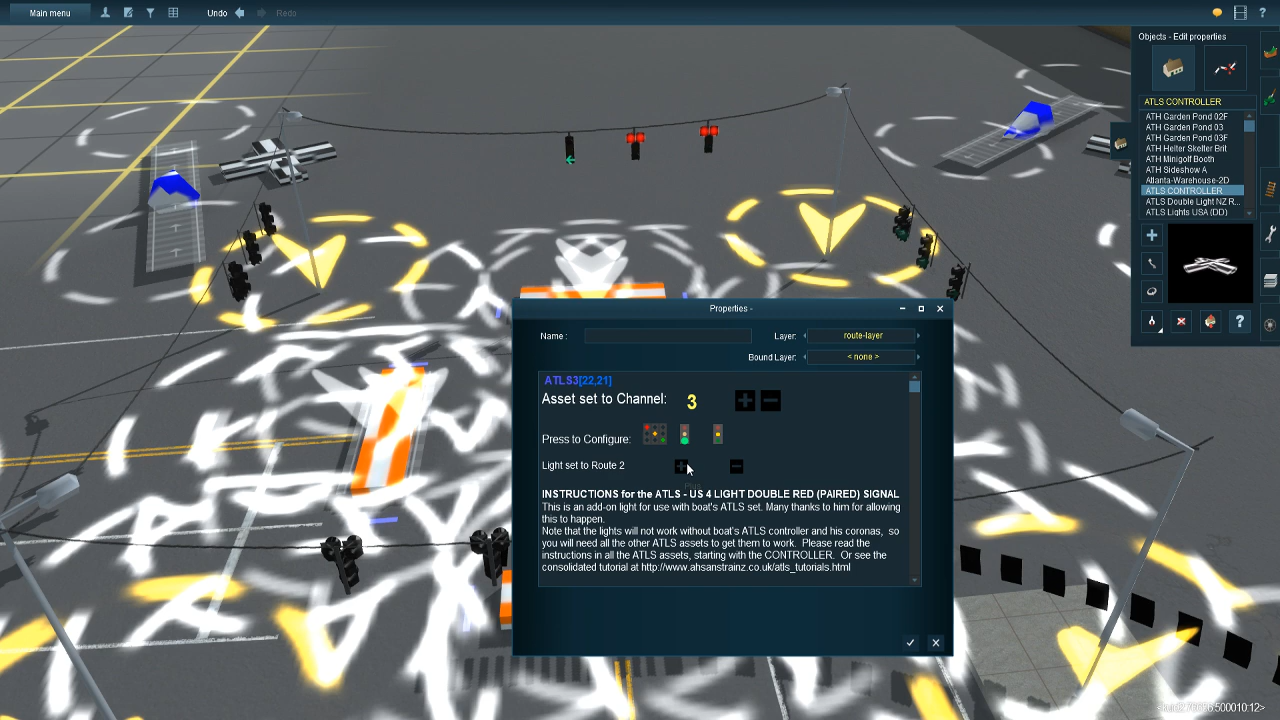 Main menu
Undo
Redo
?
Objects - Edit properties
ATLS CONTROLLER
ATH Garden Pond 02F
ATH Garden Pond 03
ATH Garden Pond 03F
ATH Helter Skelter Brit
ATH Minigolf Booth
ATH Sideshow A
Atlanta-Warehouse-2D
ATLS CONTROLLER
ATLS Double Light NZ R...
ATLS Lights USA (DD)
?
Properties -
Name :
Layer:
route-layer
Bound Layer:
< none >
ATLS3[22,21]
Asset set to Channel:
3
Press to Configure:
Light set to Route 2
Plus
INSTRUCTIONS for the ATLS - US 4 LIGHT DOUBLE RED (PAIRED) SIGNAL
This is an add-on light for use with boat's ATLS set. Many thanks to him for allowing
this to happen.
Note that the lights will not work without boat's ATLS controller and his coronas, so
you will need all the other ATLS assets to get them to work. Please read the
instructions in all the ATLS assets, starting with the CONTROLLER. Or see the
consolidated tutorial at http://www.ahsanstrainz.co.uk/atls_tutorials.html